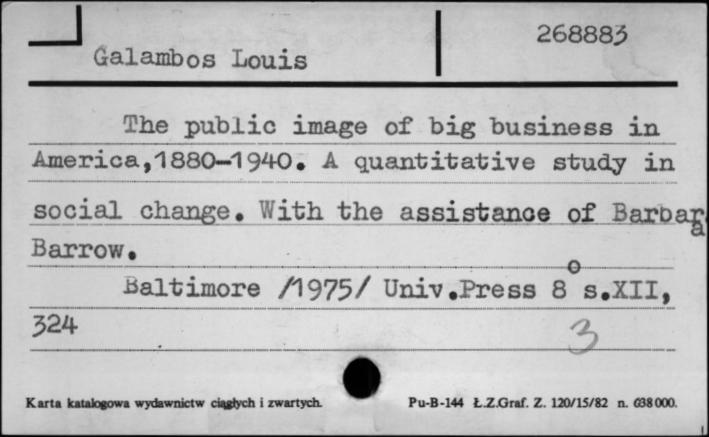 268883
Galambos Louis
The public image of big business in
America,1880-1940. A quantitative study in
social change. With the assistance of Barbara
Barrow.
Baltimore /1975/ Univ.Press 8° s.XII,
324
3
Karta katalogowa wydawnictw ciągłych i zwartych. Pu-B-144 Ł.Z.Graf. Z. 120/15/82 n. 638000.